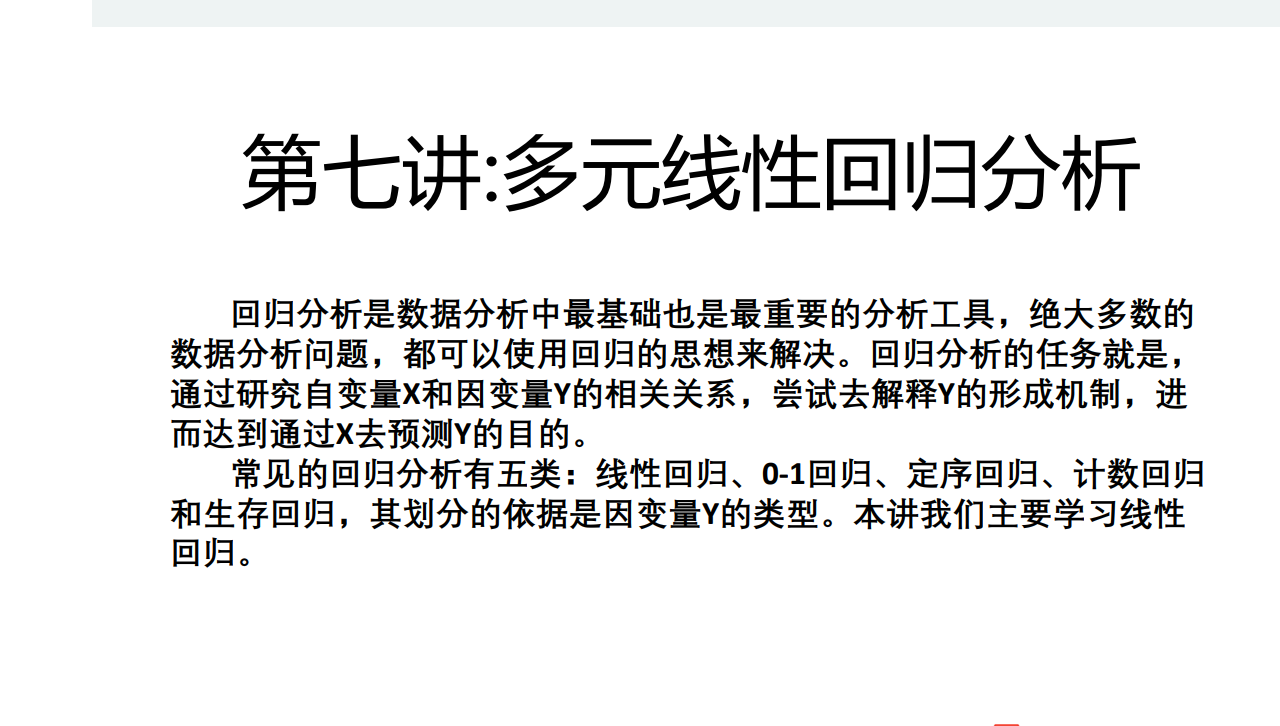 第七讲:多元线性回归分析
回归分析是数据分析中最基础也是最重要的分析工具，绝大多数的
数据分析问题，都可以使用回归的思想来解决。回归分析的任务就是，
通过研究自变量X和因变量Y的相关关系，尝试去解释Y的形成机制，进
而达到通过X去预测Y的目的。
常见的回归分析有五类：线性回归、0-1回归、定序回归、计数回归
和生存回归，其划分的依据是因变量Y的类型。本讲我们主要学习线性
回归。